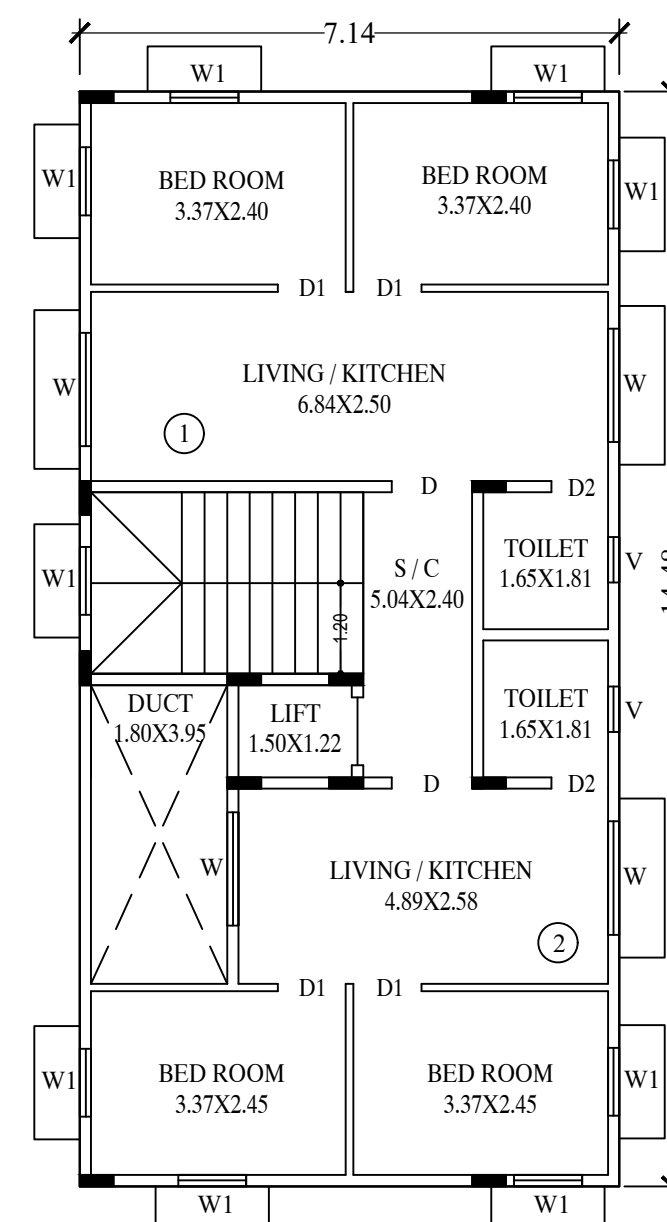 7.14
W1
W1
W1
BED ROOM
3.37X2.40
BED ROOM
3.37X2.40
W1
D1
D1
W
LIVING / KITCHEN
6.84X2.50
W
1
D
D2
W1
S / C
5.04X2.40
TOILET
1.65X1.81
V
1.20
DUCT
1.80X3.95
LIFT
1.50X1.22
TOILET
1.65X1.81
V
D
D2
W
LIVING / KITCHEN
4.89X2.58
W
2
D1
D1
W1
BED ROOM
3.37X2.45
BED ROOM
3.37X2.45
W1
W1
W1